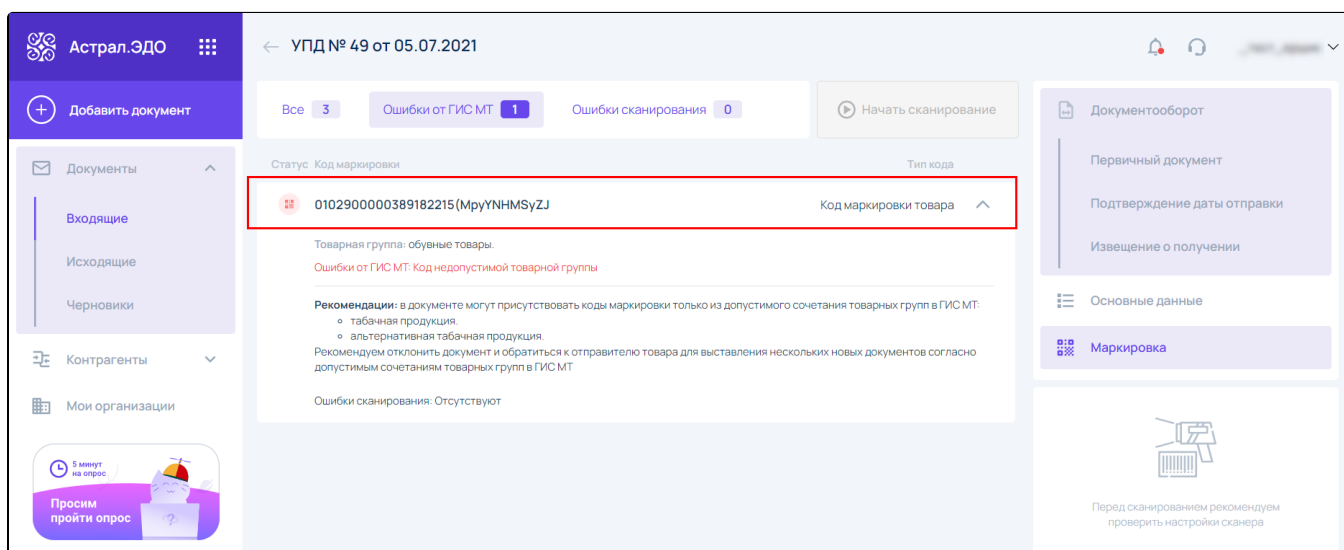 Астрал.ЭДО
УПД № 49 от 05.07.2021
Добавить документ
Все 3 Ошибки от ГИС МТ 1 Ошибки сканирования 0
Начать сканирование
Документооборот
Документы
Статус Код маркировки Тип кода
Первичный документ
Входящие
0102900000389182215(MpyYNHMSyZJ Код маркировки товара
Подтверждение даты отправки
Товарная группа: обувные товары.
Извещение о получении
Исходящие
Ошибки от ГИС МТ: Код недопустимой товарной группы
Черновики
Рекомендации: в документе могут присутствовать коды маркировки только из допустимого сочетания товарных групп в ГИС МТ:
Основные данные
табачная продукция.
альтернативная табачная продукция.
Контрагенты
Рекомендуем отклонить документ и обратиться к отправителю товара для выставления нескольких новых документов согласно
допустимым сочетаниям товарных групп в ГИС МТ
Маркировка
Мои организации
Ошибки сканирования: Отсутствуют
5 минут
на опрос
Просим
пройти опрос
Перед сканированием рекомендуем
проверить настройки сканера